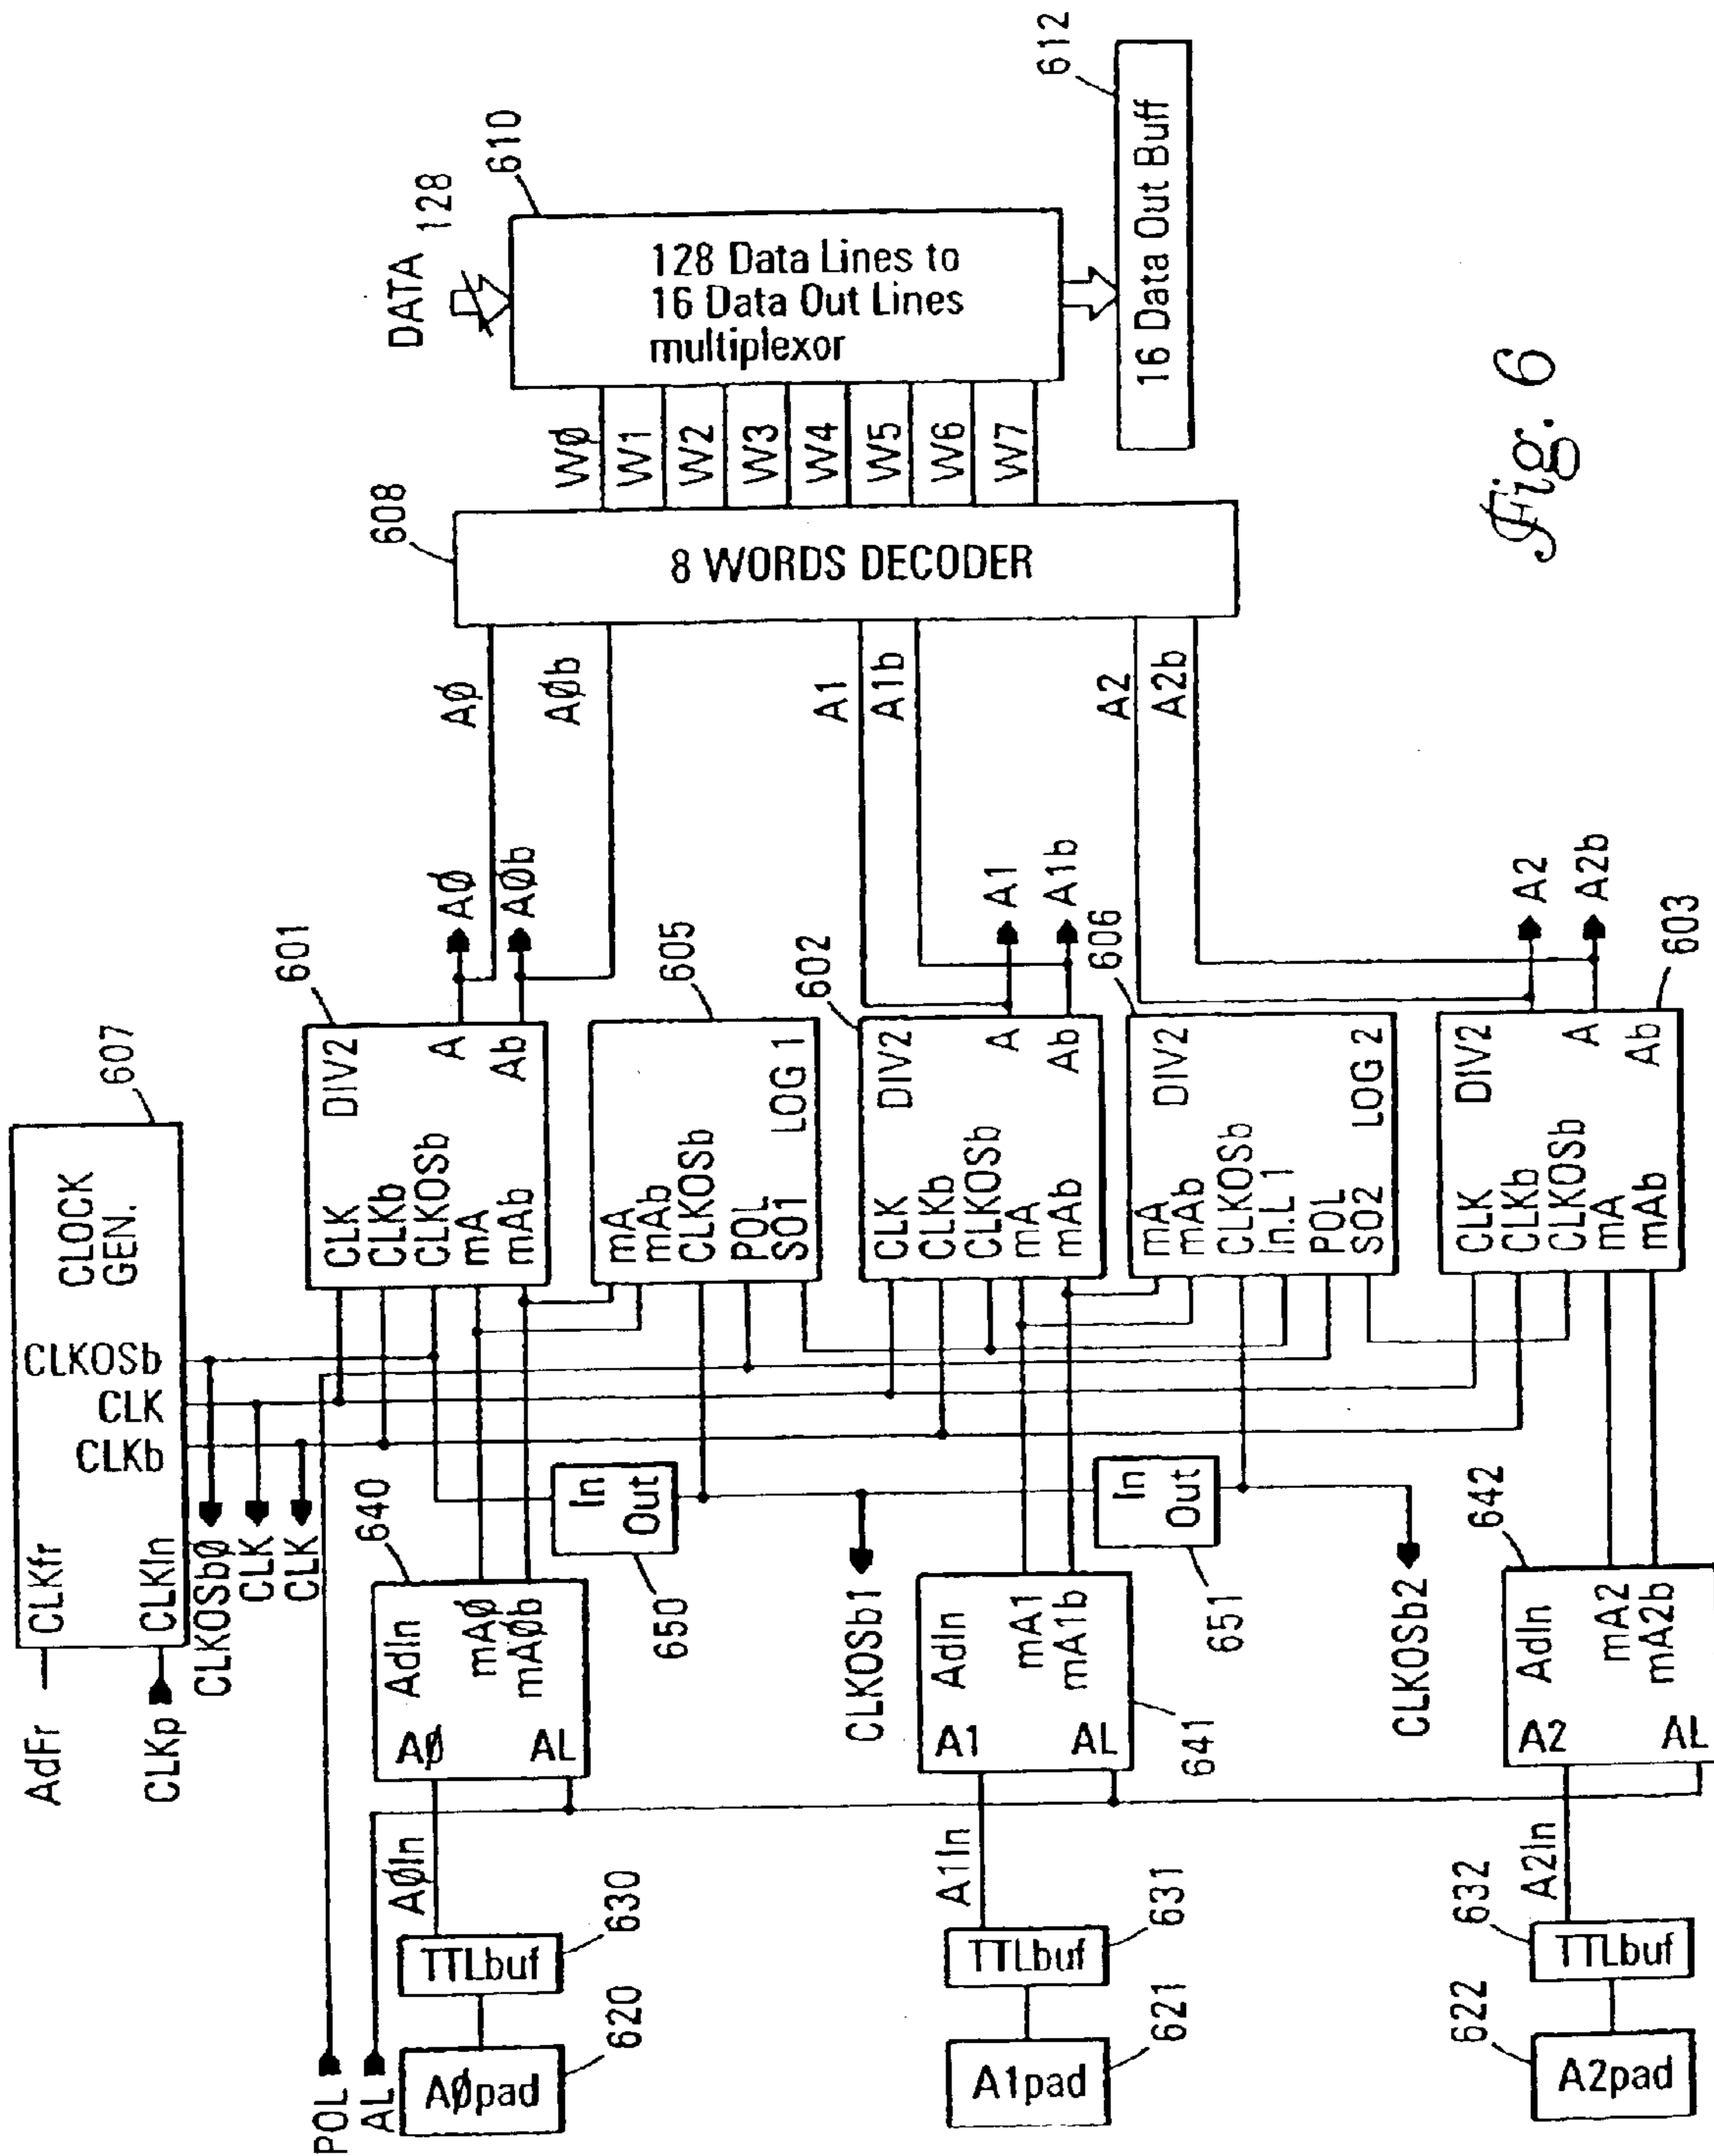 AdFr
CLKp
CLKfr
CLKIn
CLOCK
GEN.
CLKOSb
CLK
CLKb
607
CLKOSbø
CLK
CLK
POL
AL
Aøpad
620
TTLbuf
630
AøIn
Aø
AL
AdIn
mAø
mAøb
640
In
Out
650
CLK
CLKb
CLKOSb
mA
mAb
DIV2
A
Ab
601
Aø
Aøb
mA
mAb
CLKOSb
POL
SO1
LOG 1
605
A1pad
621
TTLbuf
631
A1In
A1
AL
AdIn
mA1
mA1b
641
CLKOSb1
In
Out
651
CLK
CLKb
CLKOSb
mA
mAb
DIV2
A
Ab
602
A1
A1b
mA
mAb
CLKOSb
In.L1
POL
SO2
DIV2
LOG 2
606
A2pad
622
TTLbuf
632
A2In
A2
AL
AdIn
mA2
mA2b
642
CLKOSb2
CLK
CLKb
CLKOSb
mA
mAb
DIV2
A
Ab
603
A2
A2b
Aø
Aøb
A1
A1b
A2
A2b
8 WORDS DECODER
608
Wø
W1
W2
W3
W4
W5
W6
W7
DATA
128
128 Data Lines to
16 Data Out Lines
multiplexor
610
16 Data Out Buff
612
Fig. 6